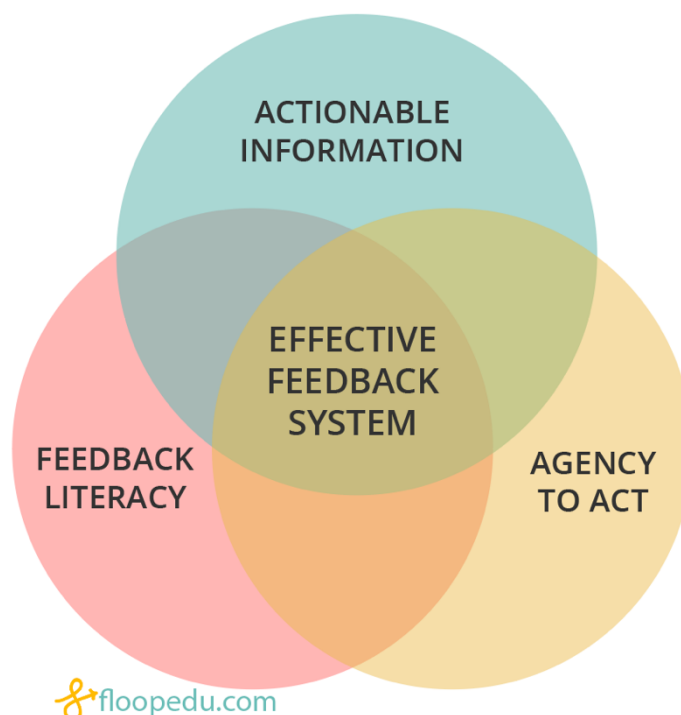 ACTIONABLE
INFORMATION
EFFECTIVE
FEEDBACK
SYSTEM
FEEDBACK
LITERACY
AGENCY
TO ACT
floopedu.com